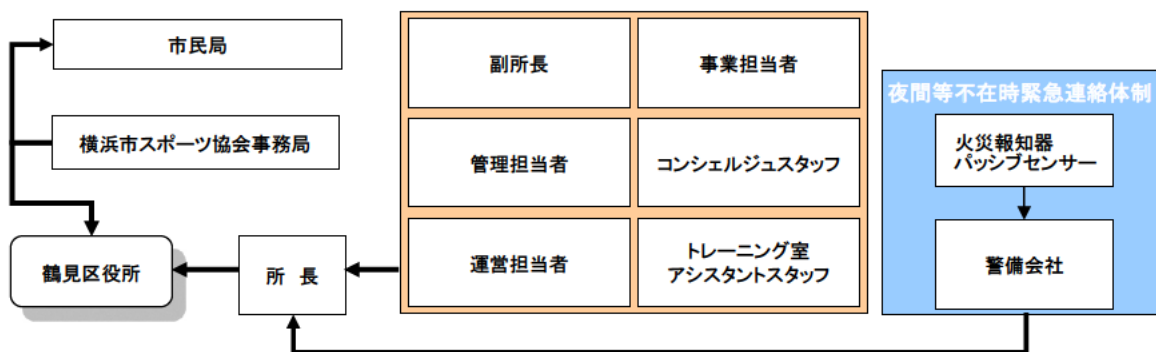 市民局
横浜市スポーツ協会事務局
鶴見区役所
所 長
副所長
事業担当者
管理担当者
コンシェルジュスタッフ
運営担当者
トレーニング室
アシスタントスタッフ
夜間等不在時緊急連絡体制
火災報知器
パッシブセンサー
警備会社